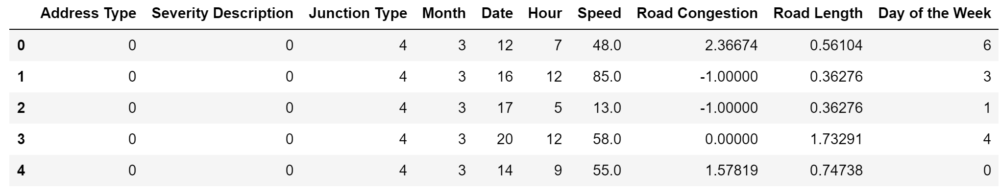 Address Type Severity Description Junction Type Month Date Hour Speed Road Congestion Road Length Day of the Week
0 0 0 4 3 12 7 48.0 2.36674 0.56104 6
1 0 0 4 3 16 12 85.0 -1.00000 0.36276 3
2 0 0 4 3 17 5 13.0 -1.00000 0.36276 1
3 0 0 4 3 20 12 58.0 0.00000 1.73291 4
4 0 0 4 3 14 9 55.0 1.57819 0.74738 0